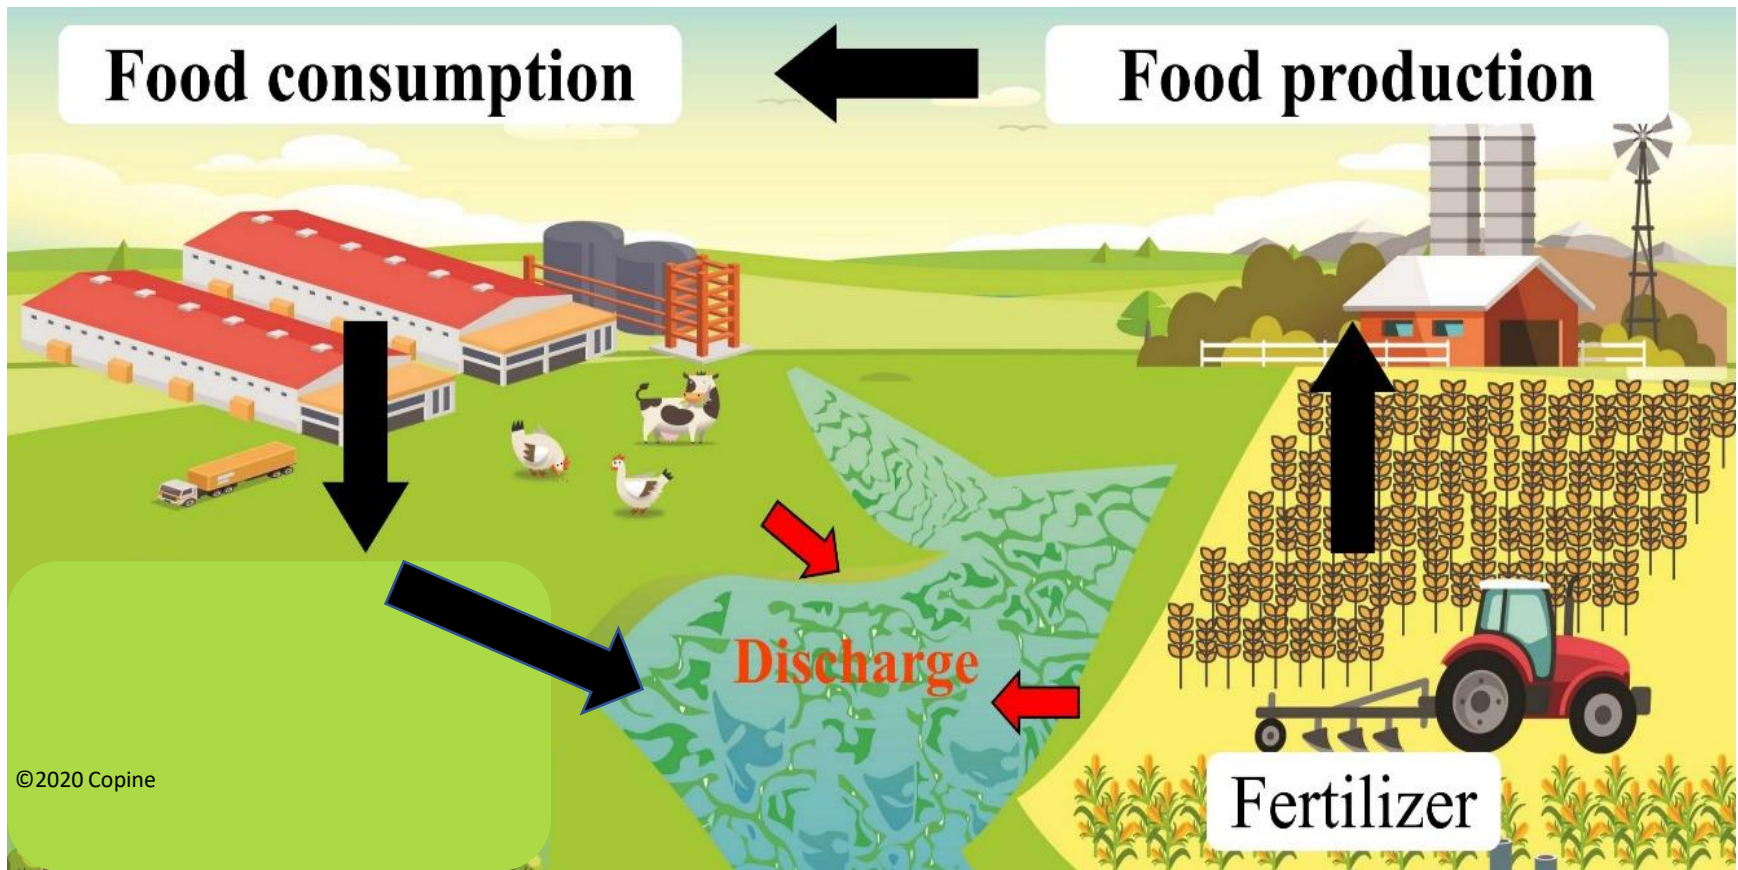 Food consumption
Food production
Discharge
©2020 Copine
Fertilizer